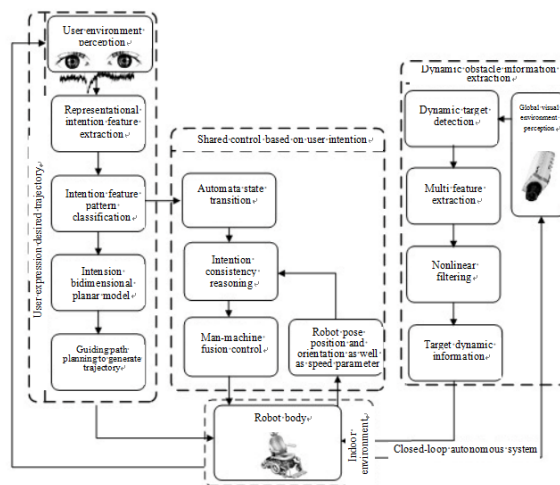 User environment
perception
Representational
intention feature
extraction
Intention feature
pattern
classification
Intension
bidimensional
planar model
Guiding path
planning to generate
trajectory
User expression desired trajectory
Shared control based on user intention
Automata state
transition
Intention
consistency
reasoning
Man-machine
fusion control
Robot pose
position and
orientation as well
as speed parameter
Dynamic obstacle information
extraction
Dynamic target
detection
Multi feature
extraction
Nonlinear
filtering
Target dynamic
information
Global visual
environment
perception
Robot body
Indoor
environment
Closed-loop autonomous system